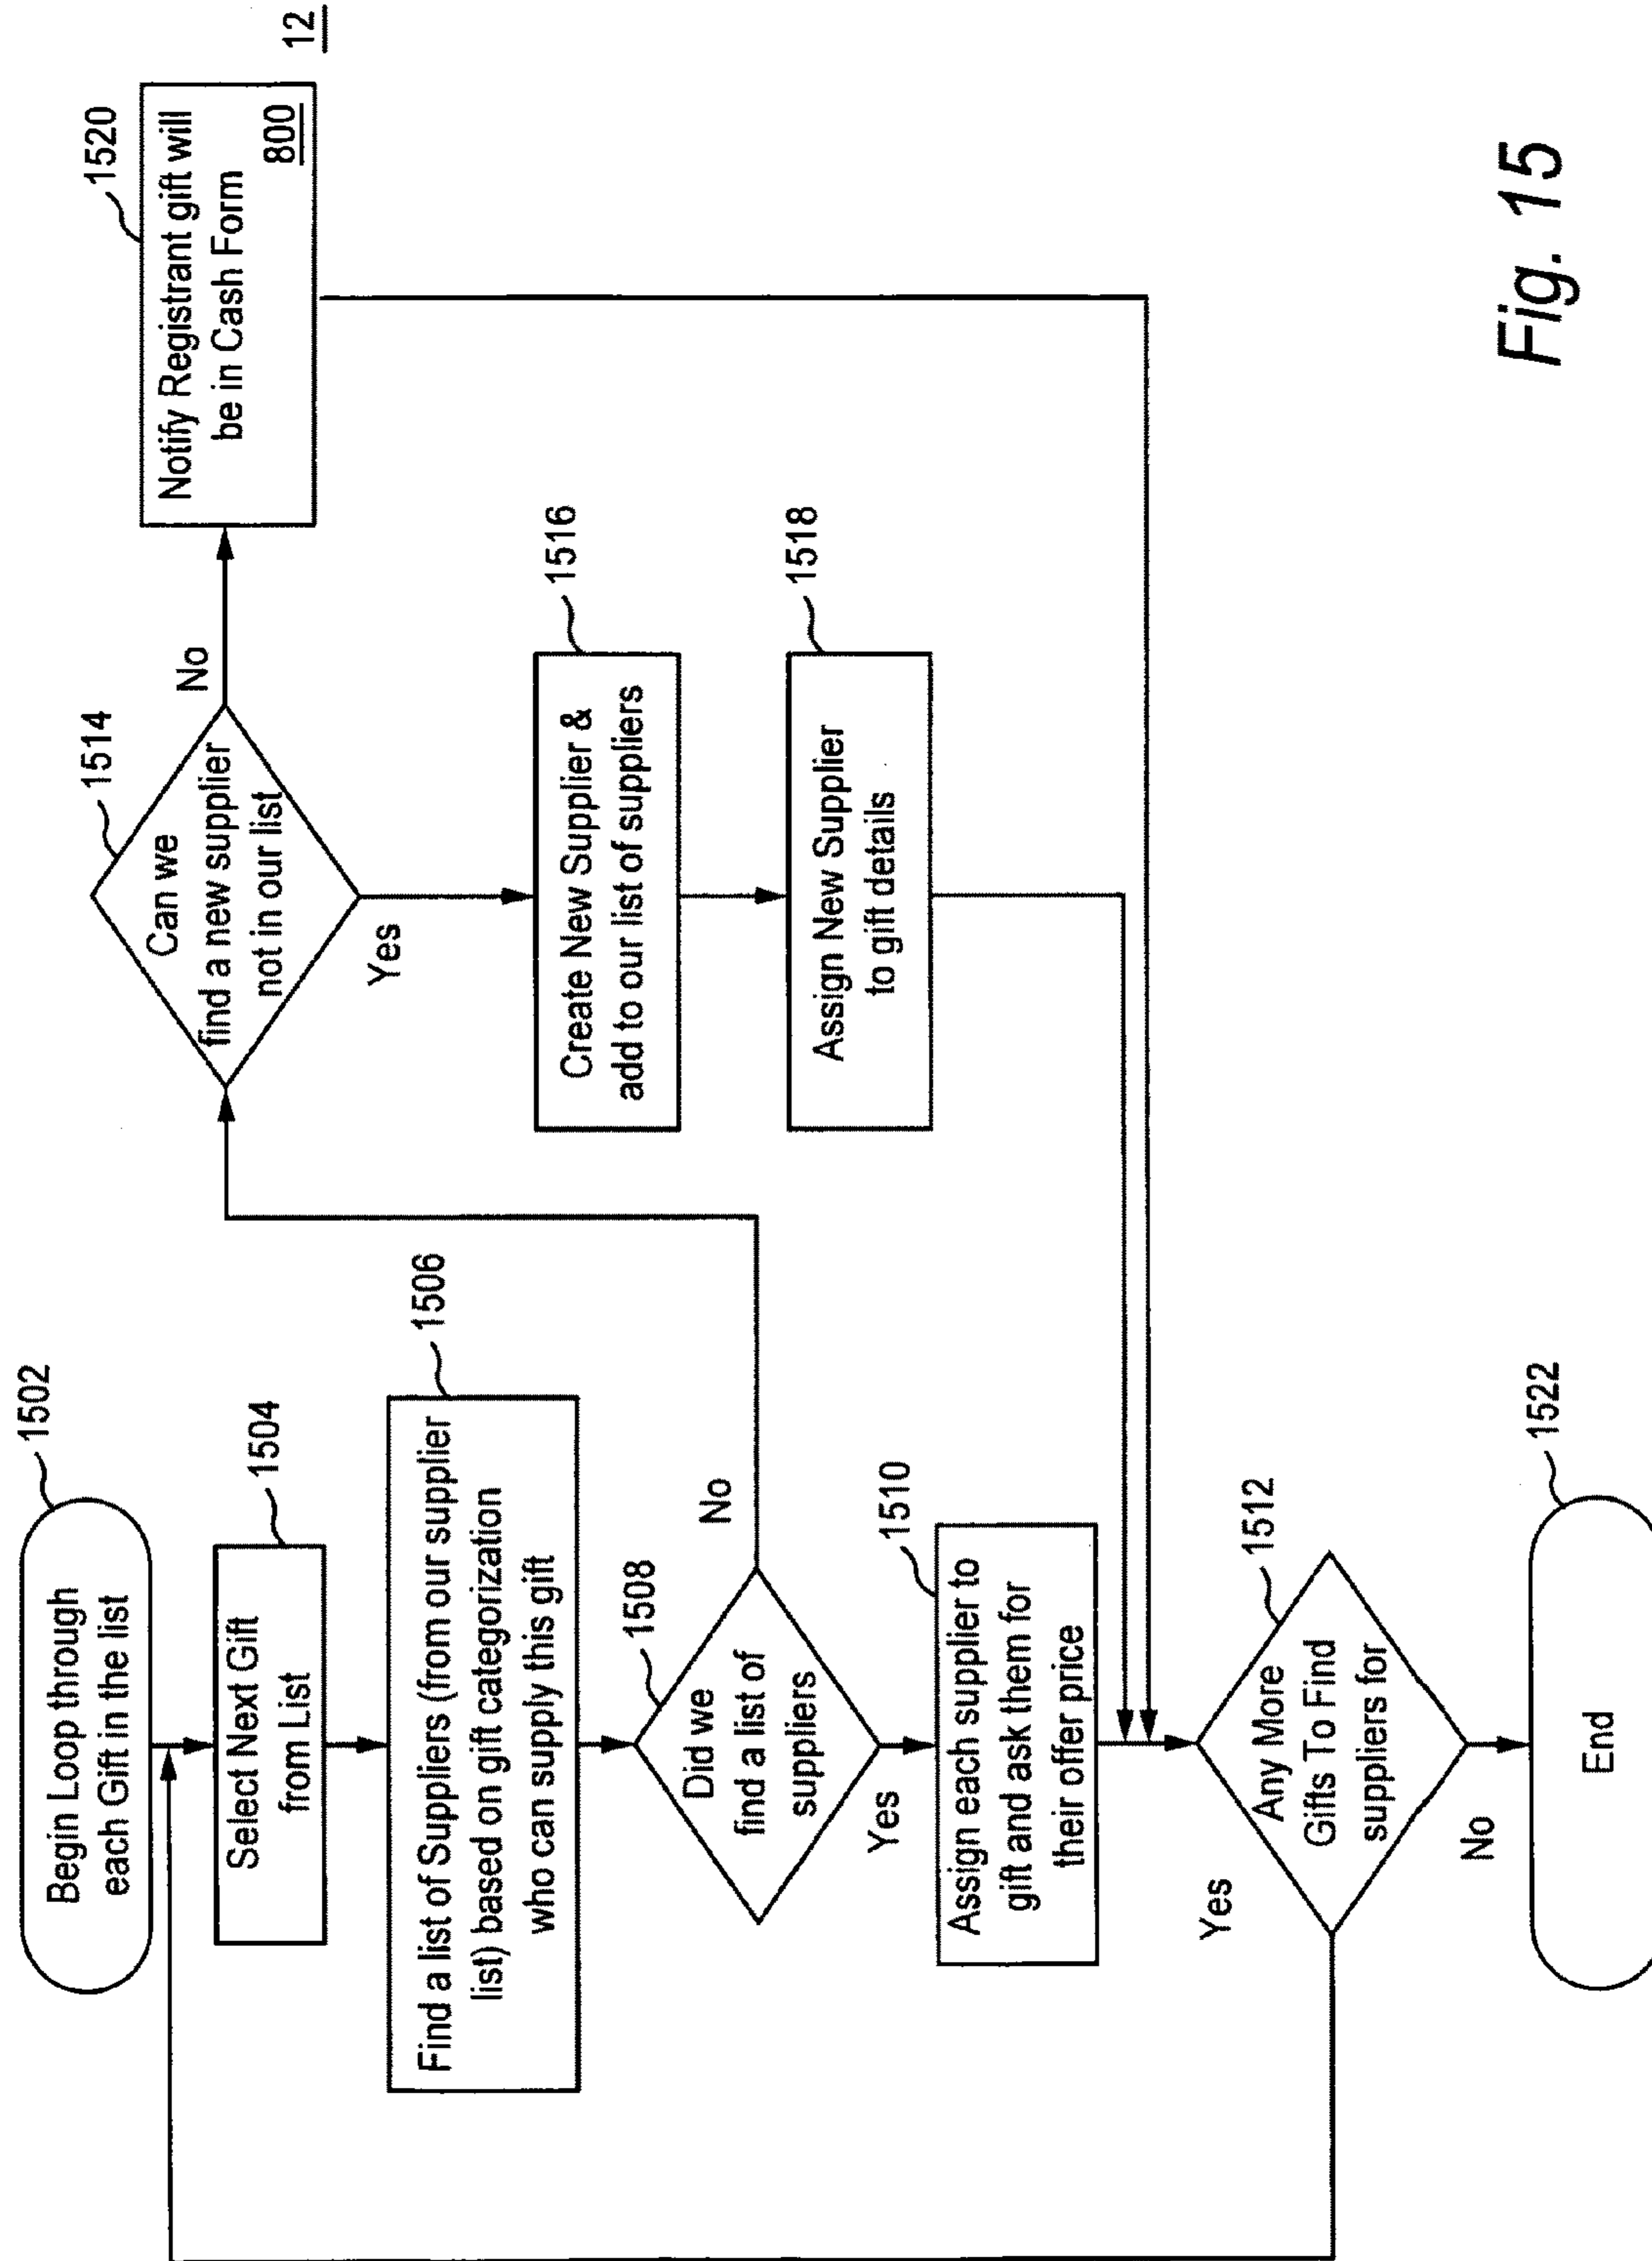 12
1502
Begin Loop through
each Gift in the list
1504
Select Next Gift
from List
1506
Find a list of Suppliers (from our supplier
list) based on gift categorization
who can supply this gift
1508
Did we
find a list of
suppliers
No
Yes
1510
Assign each supplier to
gift and ask them for
their offer price
1512
Any More
Gifts To Find
suppliers for
Yes
No
1522
End
1514
Can we
find a new supplier
not in our list
No
Yes
1516
Create New Supplier &
add to our list of suppliers
1518
Assign New Supplier
to gift details
1520
Notify Registrant gift will
be in Cash Form
800
Fig. 15